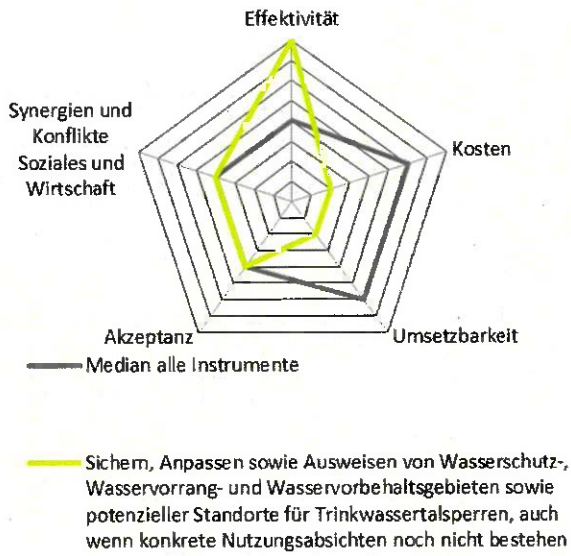 Effektivität
Synergien und
Konflikte
Soziales und
Wirtschaft
Kosten
Akzeptanz
Umsetzbarkeit
Median alle Instrumente
Sichern, Anpassen sowie Ausweisen von Wasserschutz-,
Wasservorrang- und Wasservorbehaltsgebieten sowie
potenzieller Standorte für Trinkwassertalsperren, auch
wenn konkrete Nutzungsabsichten noch nicht bestehen